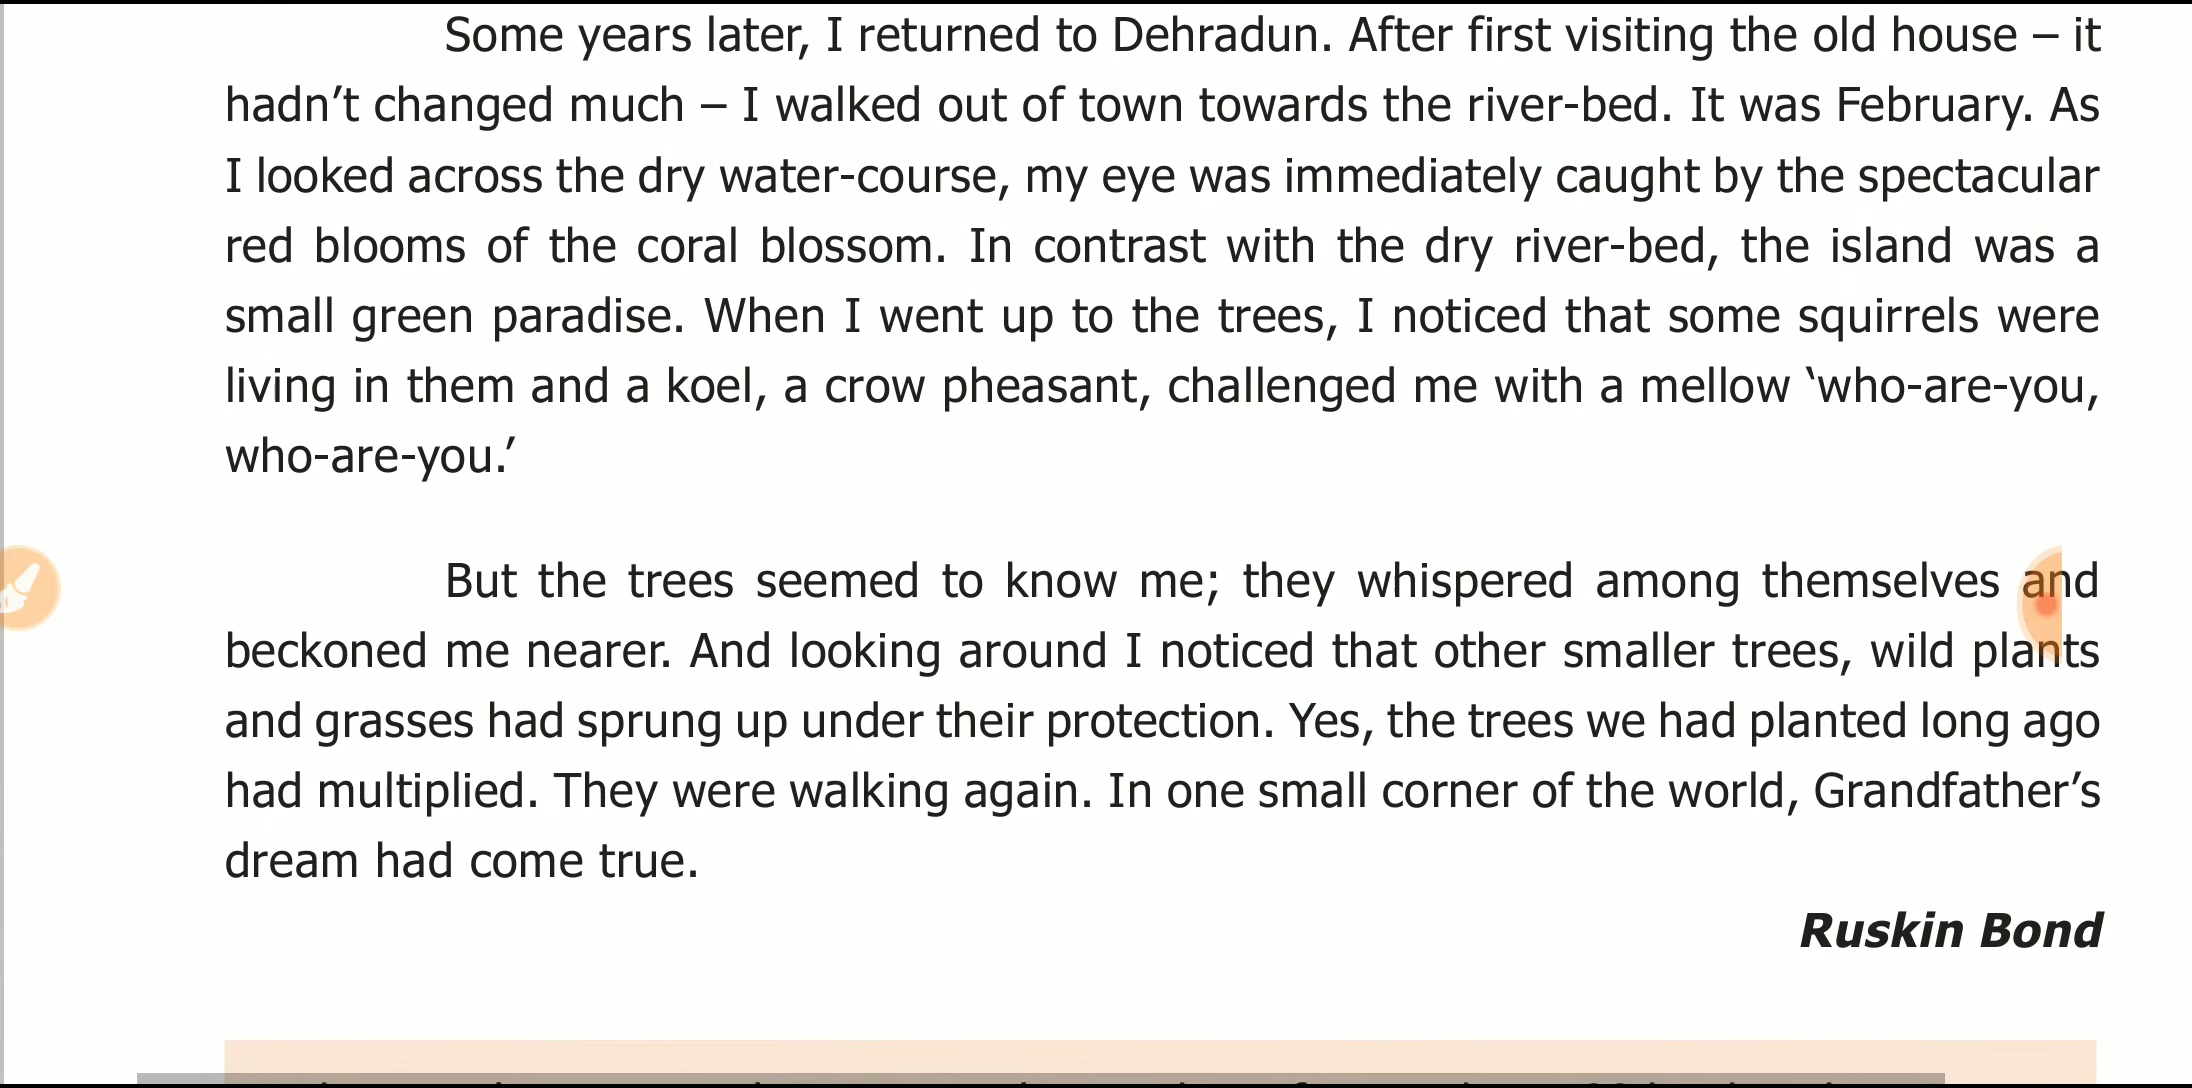 Some years later, I returned to Dehradun. After first visiting the old house – it
hadn’t changed much – I walked out of town towards the river-bed. It was February. As
I looked across the dry water-course, my eye was immediately caught by the spectacular
red blooms of the coral blossom. In contrast with the dry river-bed, the island was a
small green paradise. When I went up to the trees, I noticed that some squirrels were
living in them and a koel, a crow pheasant, challenged me with a mellow ‘who-are-you,
who-are-you.’
But the trees seemed to know me; they whispered among themselves and
beckoned me nearer. And looking around I noticed that other smaller trees, wild plants
and grasses had sprung up under their protection. Yes, the trees we had planted long ago
had multiplied. They were walking again. In one small corner of the world, Grandfather’s
dream had come true.
Ruskin Bond